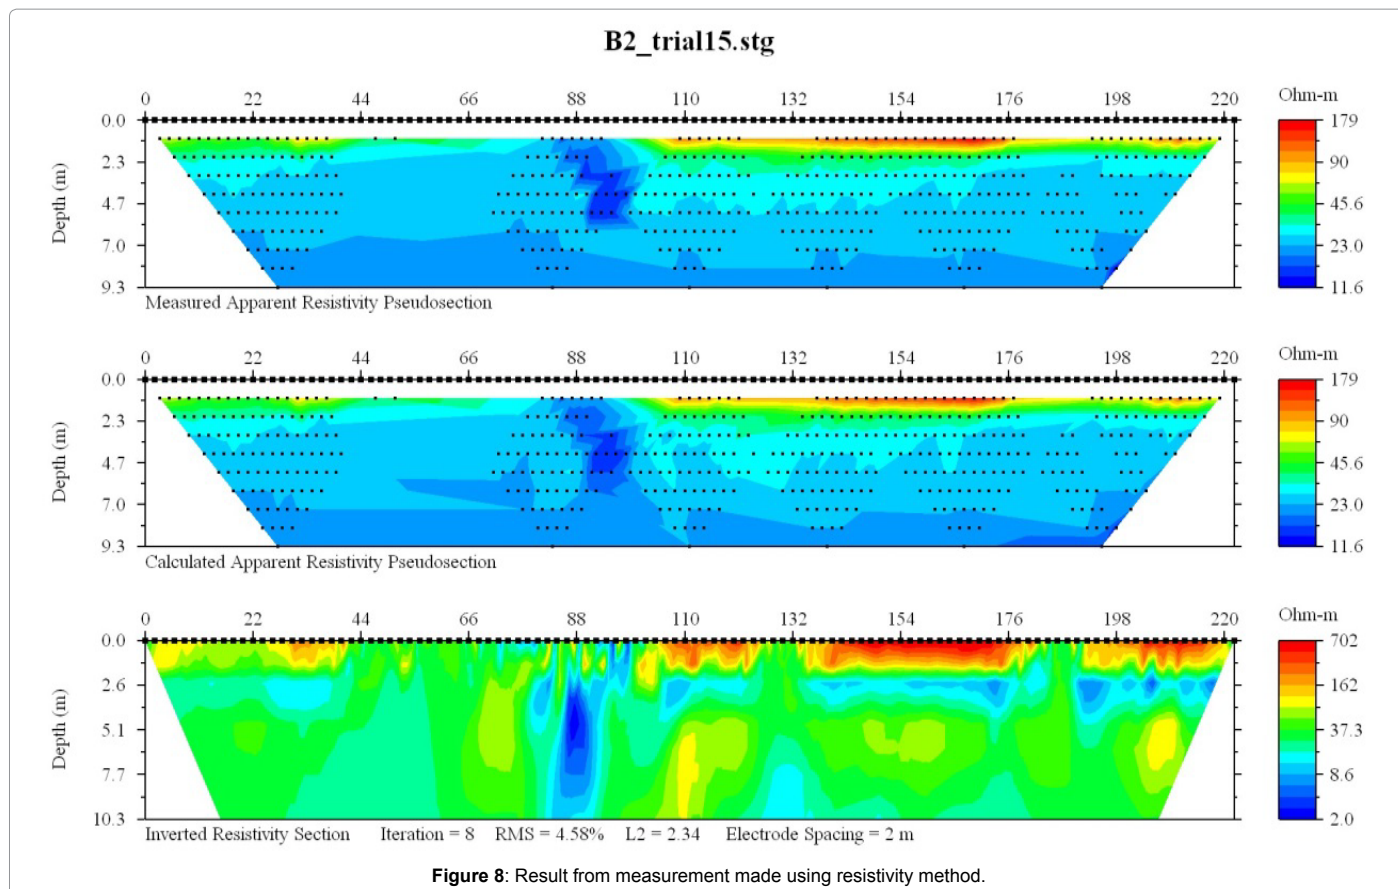 B2_trial15.stg
0 22 44 66 88 110 132 154 176 198 220 Ohm-m
Depth (m)
0.0
2.3
4.7
7.0
9.3
179
90
45.6
23.0
11.6
Measured Apparent Resistivity Pseudosection
0 22 44 66 88 110 132 154 176 198 220 Ohm-m
Depth (m)
0.0
2.3
4.7
7.0
9.3
179
90
45.6
23.0
11.6
Calculated Apparent Resistivity Pseudosection
0 22 44 66 88 110 132 154 176 198 220 Ohm-m
Depth (m)
0.0
2.6
5.1
7.7
10.3
702
162
37.3
8.6
2.0
Inverted Resistivity Section Iteration = 8 RMS = 4.58% L2 = 2.34 Electrode Spacing = 2 m
Figure 8: Result from measurement made using resistivity method.